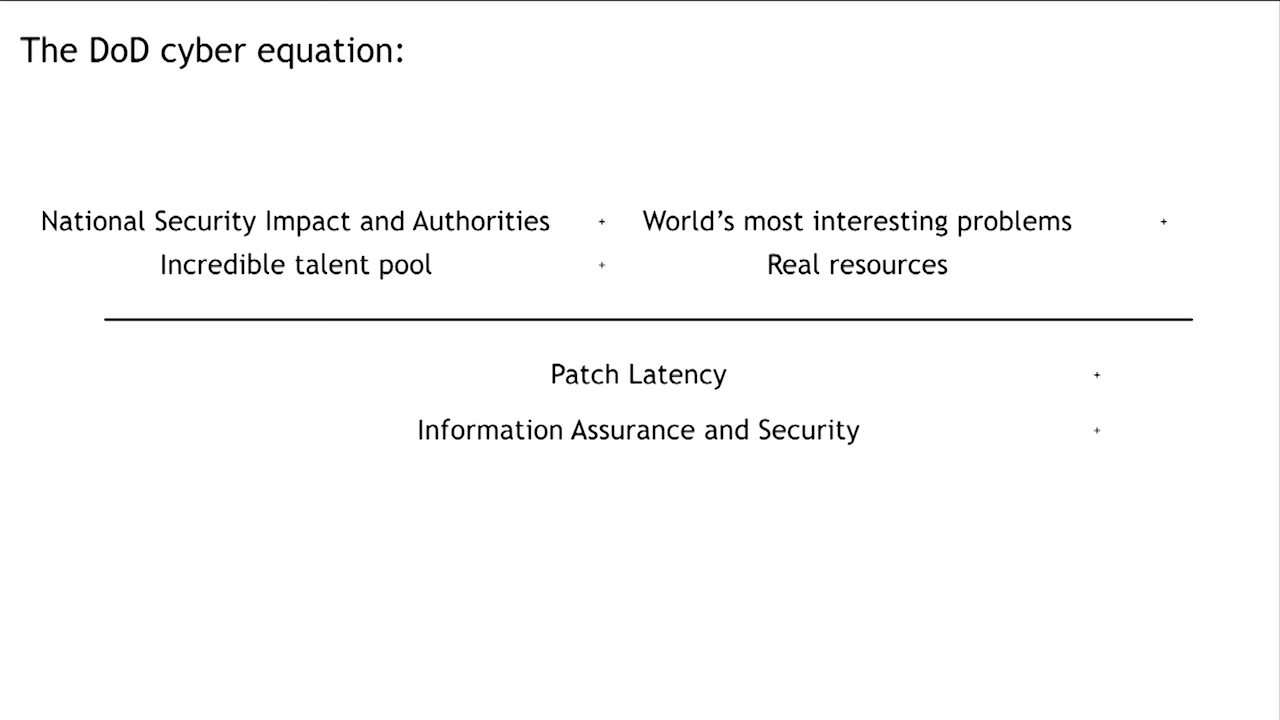 The DoD cyber equation:
National Security Impact and Authorities + World’s most interesting problems +
Incredible talent pool + Real resources
Patch Latency +
Information Assurance and Security +